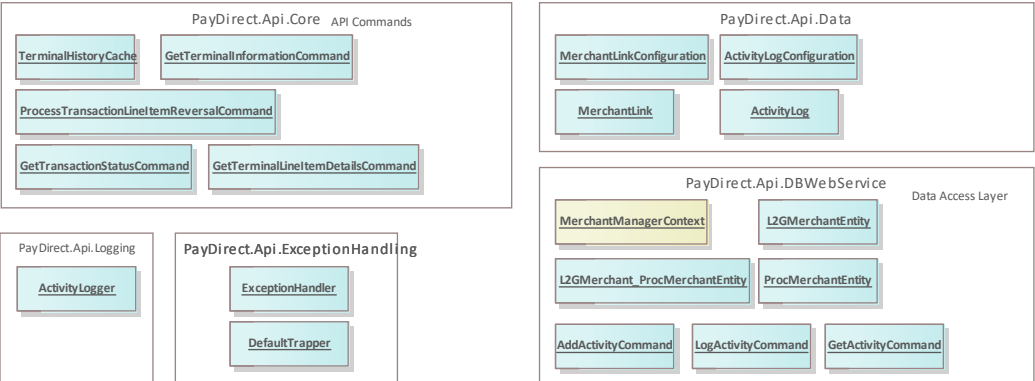 PayDirect.Api.Core API Commands
TerminalHistoryCache
GetTerminalInformationCommand
ProcessTransactionLineItemReversalCommand
GetTransactionStatusCommand
GetTerminalLineItemDetailsCommand
PayDirect.Api.Data
MerchantLinkConfiguration
ActivityLogConfiguration
MerchantLink
ActivityLog
PayDirect.Api.Logging
ActivityLogger
PayDirect.Api.ExceptionHandling
ExceptionHandler
DefaultTrapper
PayDirect.Api.DBWebService
Data Access Layer
MerchantManagerContext
L2GMerchantEntity
L2GMerchant_ProcMerchantEntity
ProcMerchantEntity
AddActivityCommand
LogActivityCommand
GetActivityCommand